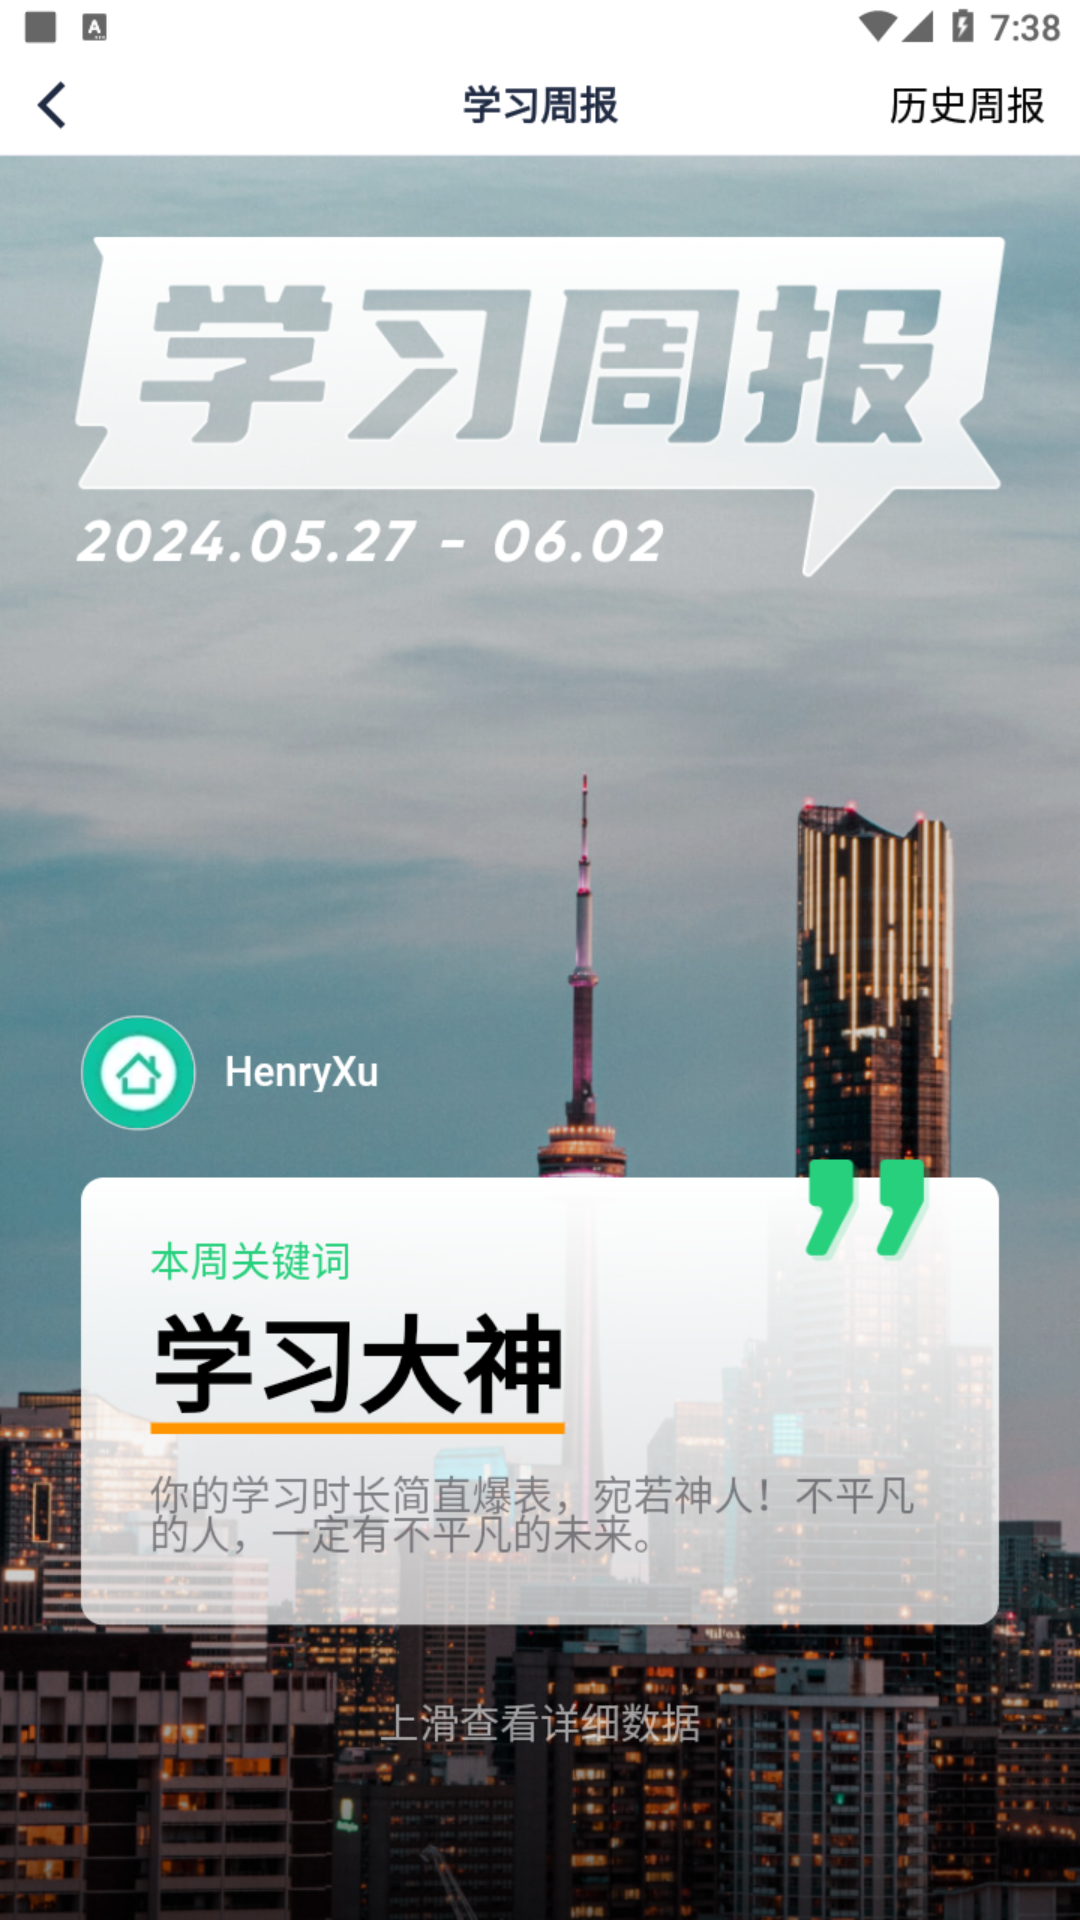 7:38
学习周报
历史周报
学习周报
2024.05.27 - 06.02
HenryXu
本周关键词
学习大神
你的学习时长简直爆表，宛若神人！不平凡
的人，一定有不平凡的未来。
上滑查看详细数据